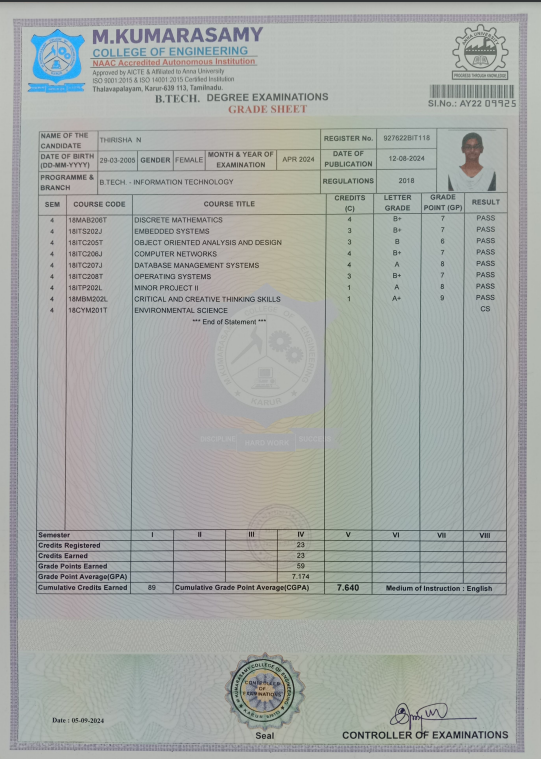 M.KUMARASAMY
COLLEGE OF ENGINEERING
NAAC Accredited Autonomous Institution
Approved by AICTE & Affiliated to Anna University
ISO 9001:2015 & ISO 14001:2015 Certified Institution
Thalavapalayam, Karur-639 113, Tamilnadu.
PROGRESS THROUGH KNOWLEDGE
Sl.No.: AY22 09925
B.TECH. DEGREE EXAMINATIONS
GRADE SHEET
NAME OF THE CANDIDATE THIRISHA N REGISTER No. 927622BIT118
DATE OF BIRTH (DD-MM-YYYY) 29-03-2005 GENDER FEMALE MONTH & YEAR OF EXAMINATION APR 2024 DATE OF PUBLICATION 12-06-2024
PROGRAMME & BRANCH B.TECH. - INFORMATION TECHNOLOGY REGULATIONS 2018
SEM COURSE CODE COURSE TITLE CREDITS (C) LETTER GRADE GRADE POINT (GP) RESULT
4 18MAB206T DISCRETE MATHEMATICS 4 B+ 7 PASS
4 18ITS202J EMBEDDED SYSTEMS 3 B+ 7 PASS
4 18ITC205T OBJECT ORIENTED ANALYSIS AND DESIGN 3 B 6 PASS
4 18ITC206J COMPUTER NETWORKS 4 B+ 7 PASS
4 18ITC207J DATABASE MANAGEMENT SYSTEMS 4 A 8 PASS
4 18ITC208T OPERATING SYSTEMS 3 B+ 7 PASS
4 18ITP202L MINOR PROJECT II 1 A 8 PASS
4 18MBM202L CRITICAL AND CREATIVE THINKING SKILLS 1 A+ 9 PASS
4 18CYM201T ENVIRONMENTAL SCIENCE CS
*** End of Statement ***
KARUR
DISCIPLINE HARD WORK SUCCESS
Semester I II III IV V VI VII VIII
Credits Registered 23
Credits Earned 23
Grade Points Earned 59
Grade Point Average(GPA) 7.174
Cumulative Credits Earned 89 Cumulative Grade Point Average(CGPA) 7.640 Medium of Instruction : English
CONTROLLER OF EXAMINATIONS
Date : 05-09-2024
Seal
CONTROLLER OF EXAMINATIONS